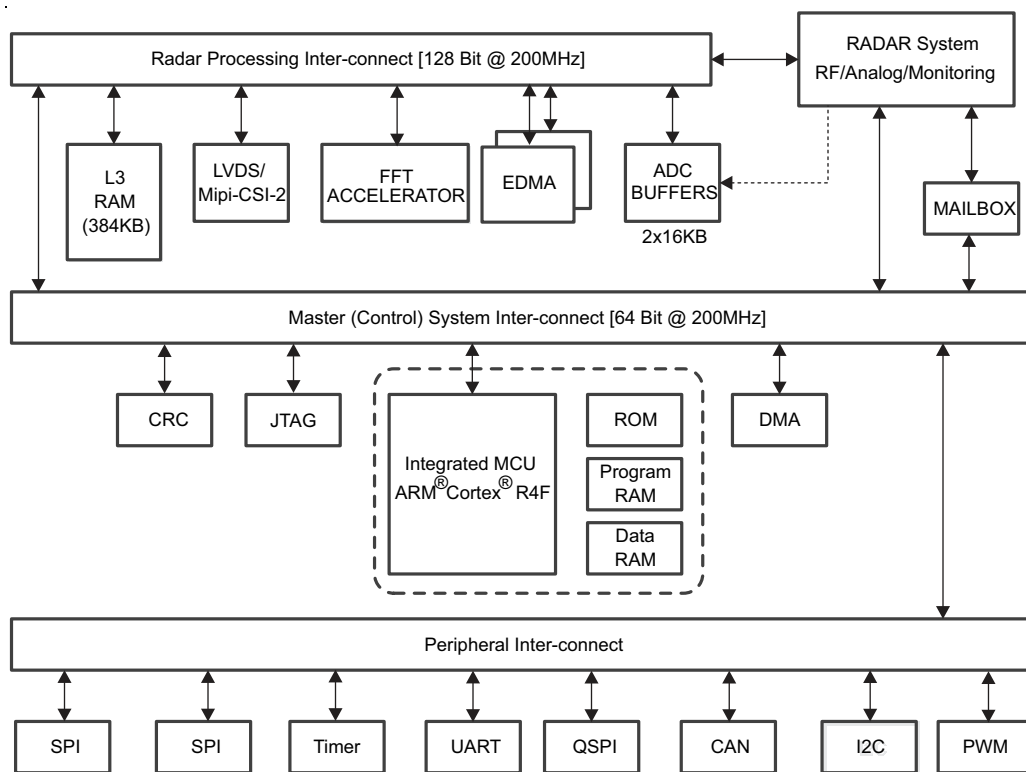 Radar Processing Inter-connect [128 Bit @ 200MHz]
RADAR System
RF/Analog/Monitoring
L3
RAM
(384KB)
LVDS/
Mipi-CSI-2
FFT
ACCELERATOR
EDMA
ADC
BUFFERS
2x16KB
MAILBOX
Master (Control) System Inter-connect [64 Bit @ 200MHz]
CRC
JTAG
Integrated MCU
ARM® Cortex® R4F
ROM
Program
RAM
Data
RAM
DMA
Peripheral Inter-connect
SPI
SPI
Timer
UART
QSPI
CAN
I2C
PWM